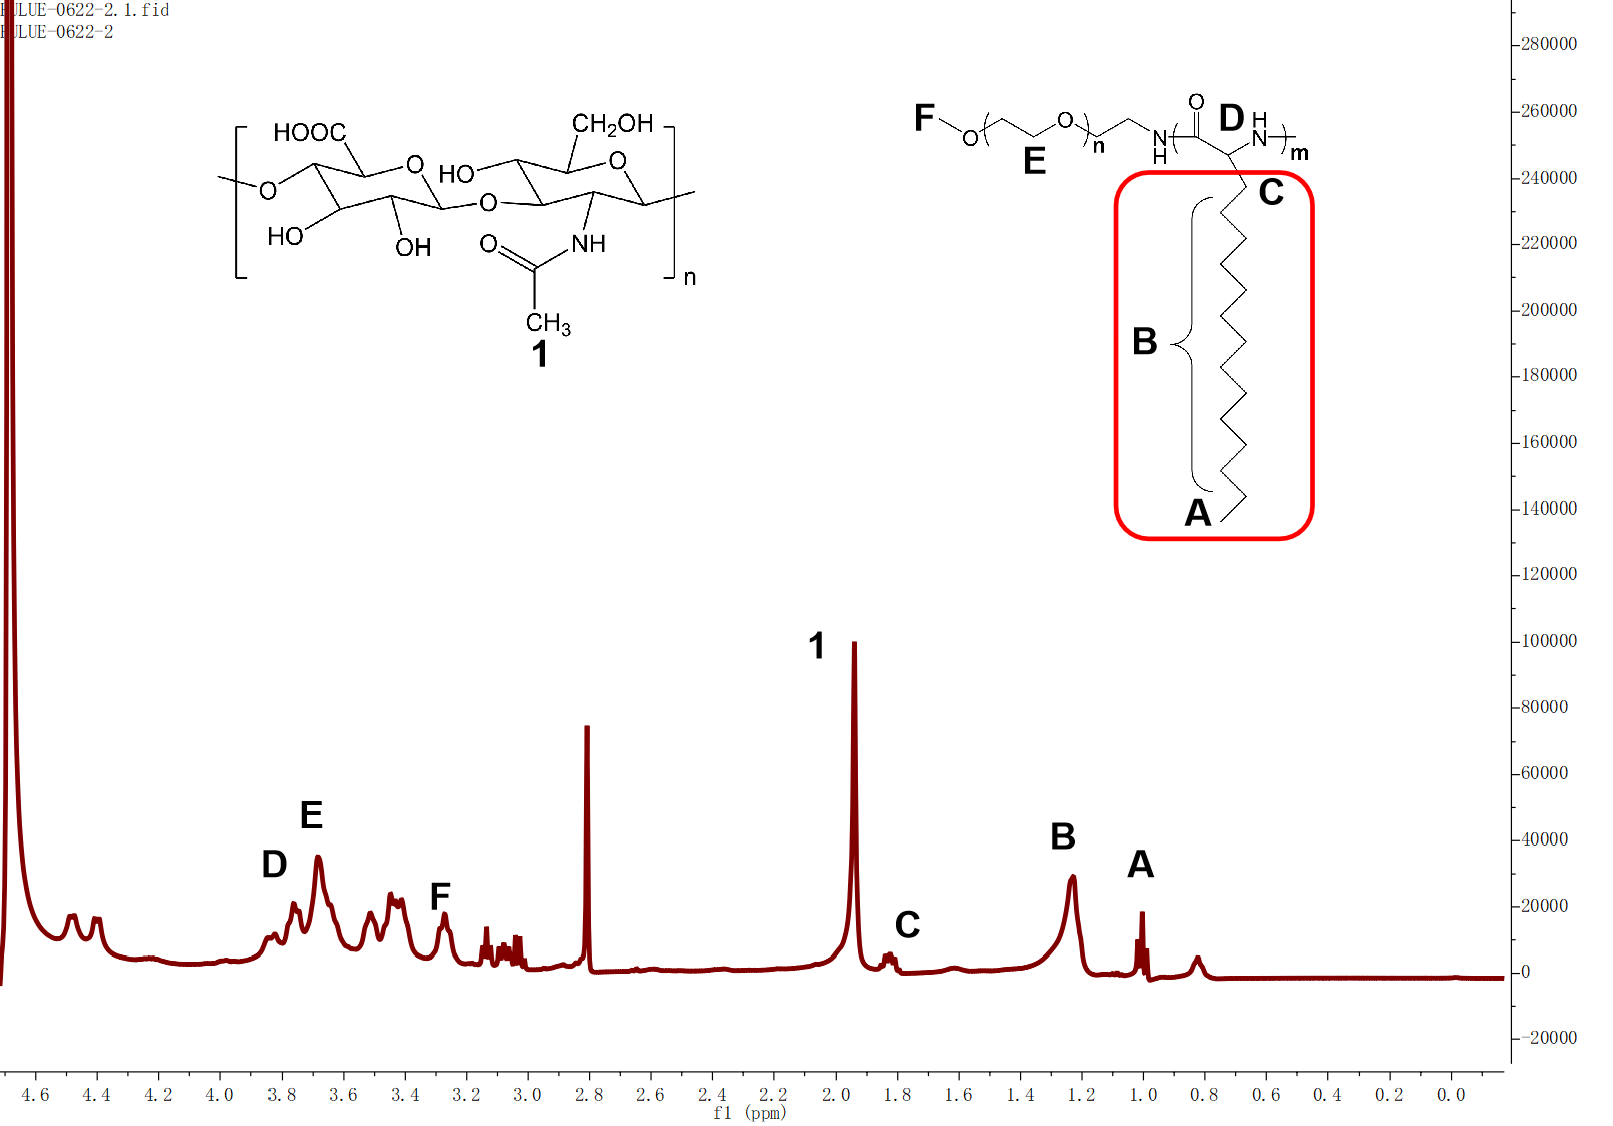 ULUE-0622-2.1.fid
ULUE-0622-2
HOOC
CH₂OH
O
HO
O
O
O
HO
OH
O
NH
n
CH₃
1
F
O
E
O
n
N
H
O
D
H
N
m
C
B
A
1
E
D
F
C
B
A
280000
260000
240000
220000
200000
180000
160000
140000
120000
100000
80000
60000
40000
20000
0
-20000
4.6 4.4 4.2 4.0 3.8 3.6 3.4 3.2 3.0 2.8 2.6 2.4 2.2 2.0 1.8 1.6 1.4 1.2 1.0 0.8 0.6 0.4 0.2 0.0
f1 (ppm)